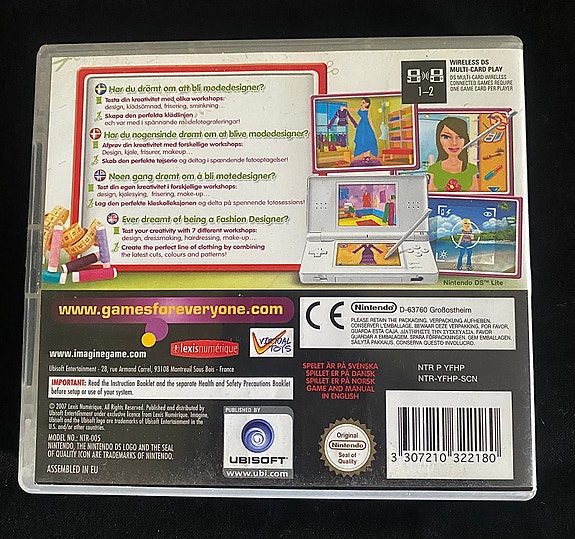 WIRELESS DS
MULTI-CARD PLAY
DS MULTI-CARD WIRELESS
CONNECTED GAMES REQUIRE
ONE GAME CARD PER PLAYER
1–2
Har du drömt om att bli modedesigner?
Testa din kreativitet med olika workshops:
design, klädsömnad, frisering, sminkning…
Skapa den perfekta klädlinjen
och var med i spännande modefotograferingar!
Har du nogensinde drømt om at blive modedesigner?
Afprøv din kreativitet med forskellige workshops:
Design, kjole, frisurer, makeup…
Skab den perfekte tøjserie og deltag i spændende fotooptagelser!
Noen gang drømt om å bli motedesigner?
Test din egen kreativitet i forskjellige workshops:
design, kjolesying, frisering, make-up…
Lag den perfekte kleskolleksjonen og delta på spennende fotosessions!
Ever dreamt of being a Fashion Designer?
Test your creativity with 7 different workshops:
design, dressmaking, hairdressing, make-up…
Create the perfect line of clothing by combining
the latest cuts, colours and patterns!
Nintendo DS™ Lite
www.gamesforeveryone.com
www.imaginegame.com
lexisnumérique
VIRTUAL
TOYS
Ubisoft Entertainment - 28, rue Armand Carrel, 93108 Montreuil Sous Bois - France
IMPORTANT: Read the Instruction Booklet and the separate Health and Safety Precautions Booklet
before setup or use of your system.
© 2007 Lexis Numérique. All Rights Reserved. Published and distributed by
Ubisoft Entertainment under exclusive licence from Lexis Numérique. Imagine,
Ubisoft and the Ubisoft logo are trademarks of Ubisoft Entertainment in the
U.S. and/or other countries.
MODEL NO.: NTR-005
NINTENDO, THE NINTENDO DS LOGO AND THE SEAL
OF QUALITY ICON ARE TRADEMARKS OF NINTENDO.
ASSEMBLED IN EU
PUBLISHED BY
UBISOFT
www.ubi.com
CE
Nintendo
D-63760 Großostheim
PLEASE RETAIN THE PACKAGING. VERPACKUNG AUFHEBEN.
CONSERVER L'EMBALLAGE. BEWAAR DEZE VERPAKKING. POR FAVOR,
GUARDAR ESTA CAJA. ΔΙΑΤΗΡΗΣΤΕ ΤΗΝ ΣΥΣΚΕΥΑΣΙΑ. PER FAVORE,
GUARDAR A EMBALAGEM. SPARA FÖRPACKNINGEN. GEM EMBALLAGEN.
SÄILYTÄ PAKKAUS. CONSERVA QUESTO INVOLUCRO.
SPELET ÄR PÅ SVENSKA
SPILLET ER PÅ DANSK
SPILLET ER PÅ NORSK
GAME AND MANUAL
IN ENGLISH
NTR P YFHP
NTR-YFHP-SCN
Original
Nintendo
Seal of
Quality
3 307210 322180